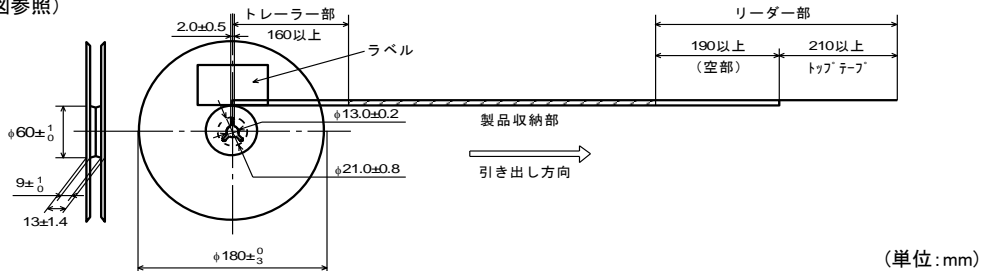 図参照）
トレーラー部
リーダー部
2.0±0.5
160以上
190以上
210以上
ラベル
（空部）
トップテープ
φ13.0±0.2
製品収納部
φ60±1 0
φ21.0±0.8
引き出し方向
9±1 0
13±1.4
φ180±0 3
（単位：mm）